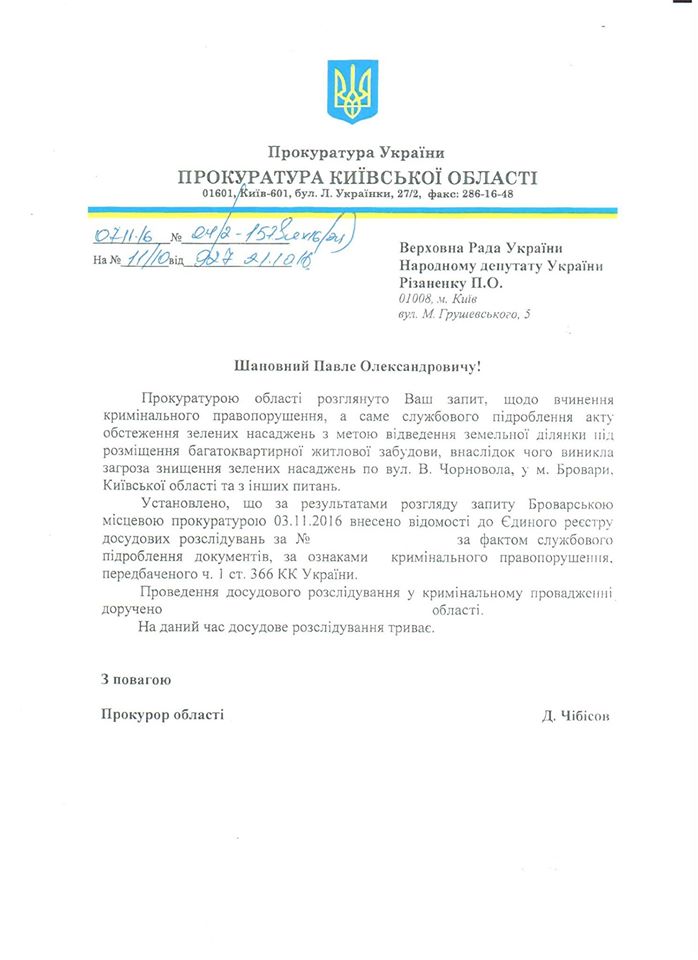 Прокуратура України
ПРОКУРАТУРА КИЇВСЬКОЇ ОБЛАСТІ
01601, Київ-601, бул. Л. Українки, 27/2, факс: 286-16-48
07.11.16 № 04/2-1573
На № 11/10 від 927 21.10.16
Верховна Рада України
Народному депутату України
Різаненку П.О.
01008, м. Київ
вул. М. Грушевського, 5
Шановний Павле Олександровичу!
Прокуратурою області розглянуто Ваш запит, щодо вчинення
кримінального правопорушення, а саме службового підроблення акту
обстеження зелених насаджень з метою відведення земельної ділянки під
розміщення багатоквартирної житлової забудови, внаслідок чого виникла
загроза знищення зелених насаджень по вул. В. Чорновола, у м. Бровари,
Київської області та з інших питань.
Установлено, що за результатами розгляду запиту Броварською
місцевою прокуратурою 03.11.2016 внесено відомості до Єдиного реєстру
досудових розслідувань за № за фактом службового
підроблення документів, за ознаками кримінального правопорушення,
передбаченого ч. 1 ст. 366 КК України.
Проведення досудового розслідування у кримінальному провадженні
доручено області.
На даний час досудове розслідування триває.
З повагою
Прокурор області Д. Чібісов